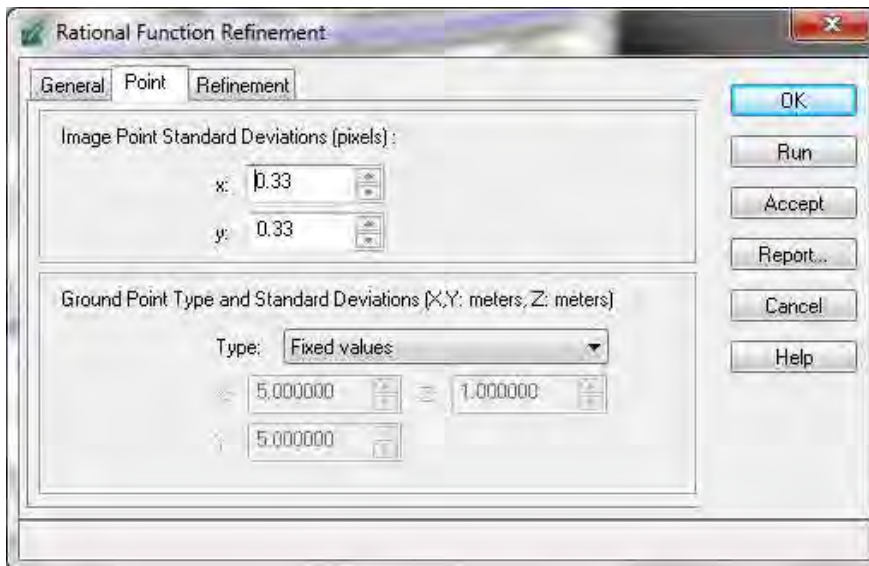 Rational Function Refinement
General Point Refinement
Image Point Standard Deviations (pixels) :
x: 0.33
y: 0.33
Ground Point Type and Standard Deviations (X,Y: meters, Z: meters)
Type: Fixed values
5.000000 1.000000
5.000000
OK
Run
Accept
Report...
Cancel
Help